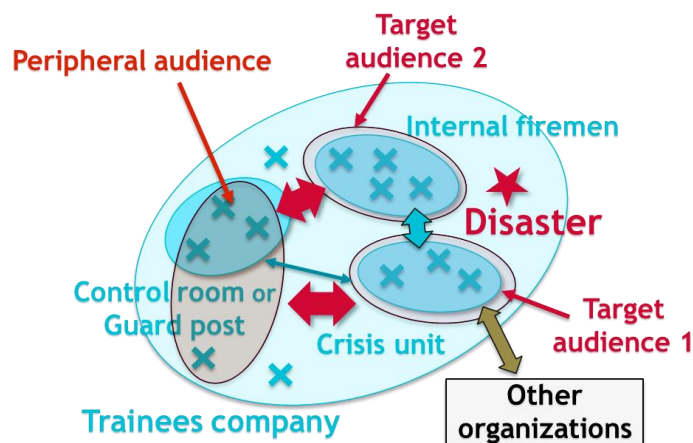 Target
audience 2
Peripheral audience
Internal firemen
Disaster
Control room or
Guard post
Crisis unit
Target
audience 1
Trainees company
Other
organizations